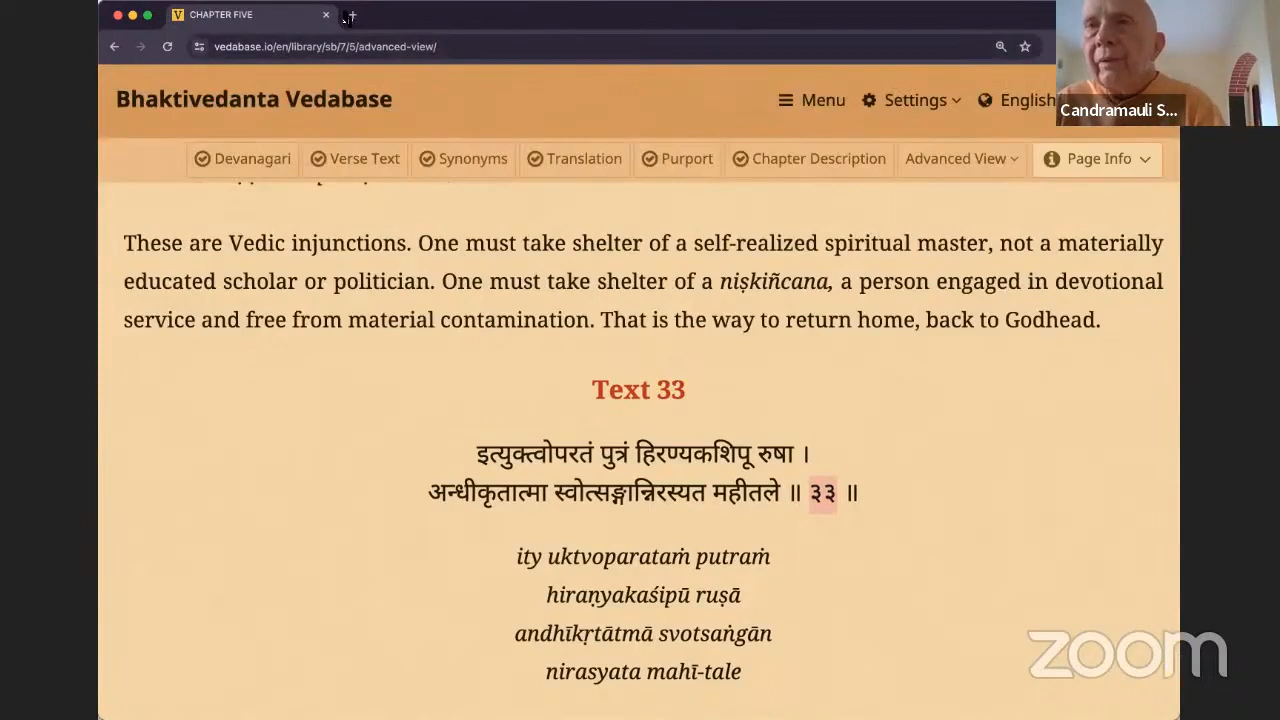 CHAPTER FIVE
vedabase.io/en/library/sb/7/5/advanced-view/
Bhaktivedanta Vedabase
Menu Settings English
Candramauli S...
Devanagari Verse Text Synonyms Translation Purport Chapter Description Advanced View Page Info
These are Vedic injunctions. One must take shelter of a self-realized spiritual master, not a materially
educated scholar or politician. One must take shelter of a niṣkiñcana, a person engaged in devotional
service and free from material contamination. That is the way to return home, back to Godhead.
Text 33
इत्युक्त्वोपरतं पुत्रं हिरण्यकशिपू रुषा ।
अन्धीकृतात्मा स्वोत्सङ्गान्निरस्यत महीतले ॥ ३३ ॥
ity uktvoparataṁ putraṁ
hiraṇyakaśipū ruṣā
andhīkṛtātmā svotsaṅgān
nirasyata mahī-tale
zoom